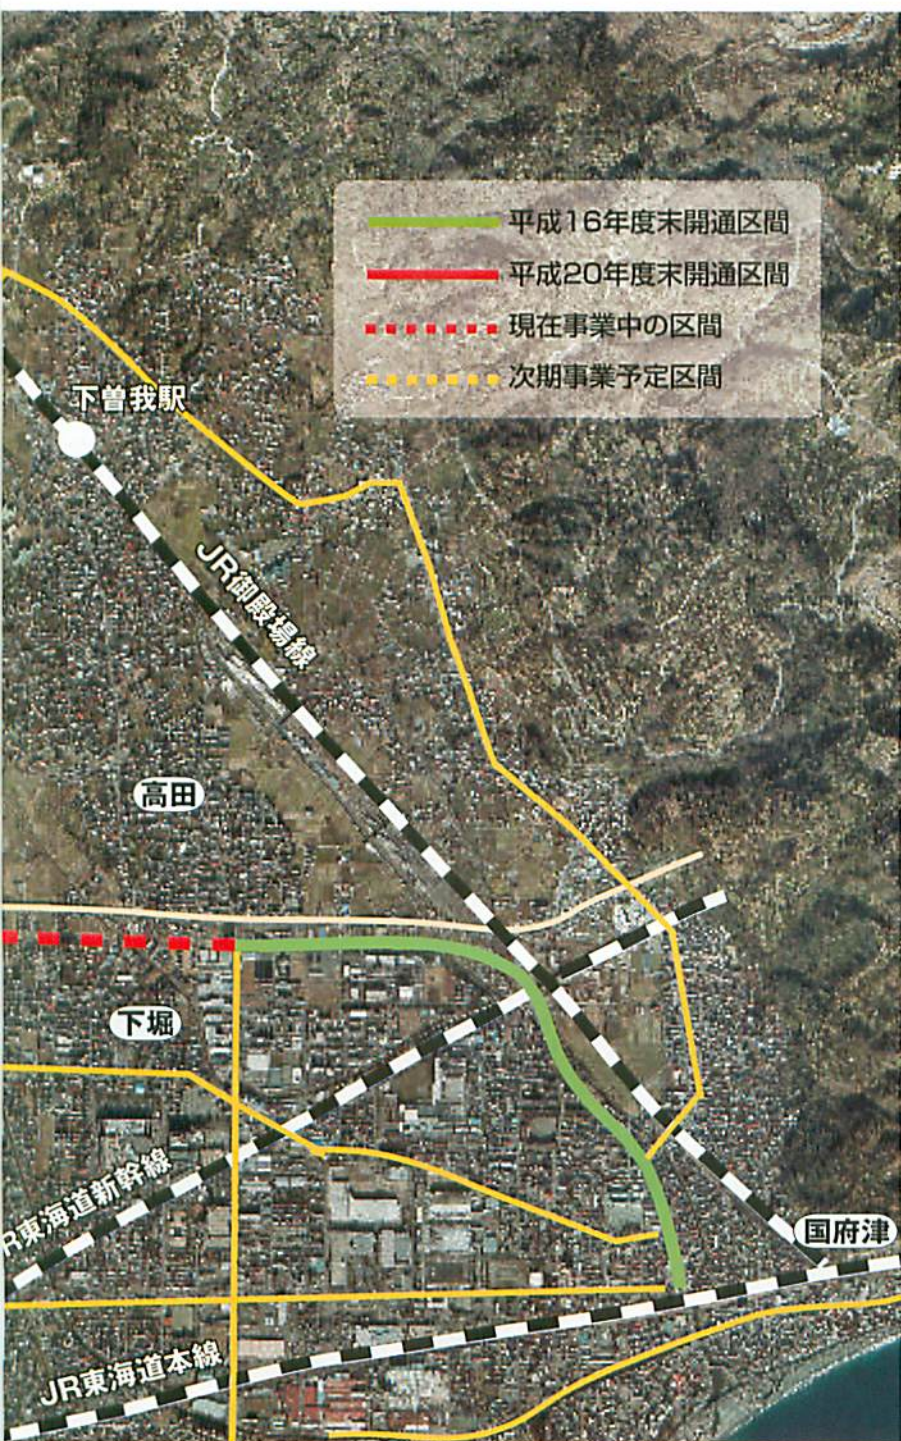 平成16年度末開通区間
平成20年度末開通区間
現在事業中の区間
次期事業予定区間
下曽我駅
JR御殿場線
高田
下堀
R東海道新幹線
国府津
JR東海道本線